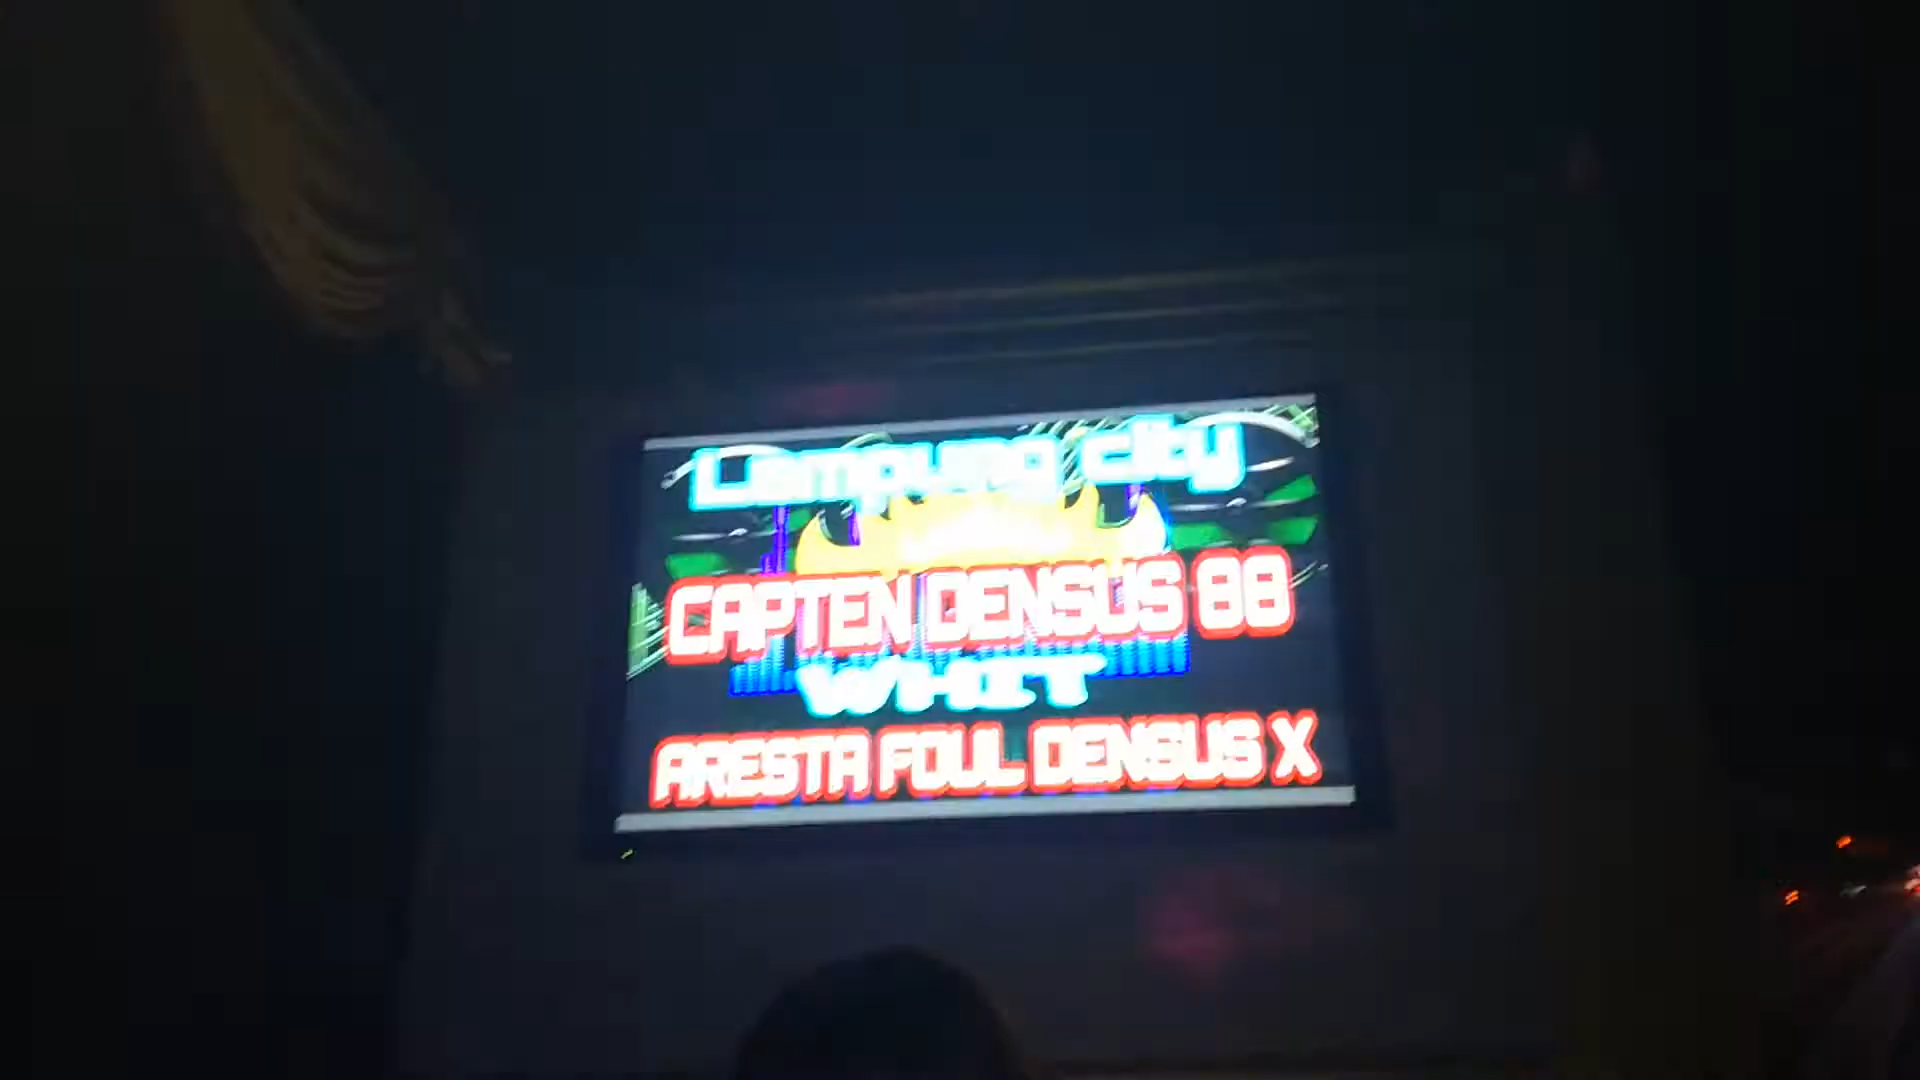 Lampung city
CAPTEN DENSUS 88
WHIT
ARESTA FOUL DENSUS X